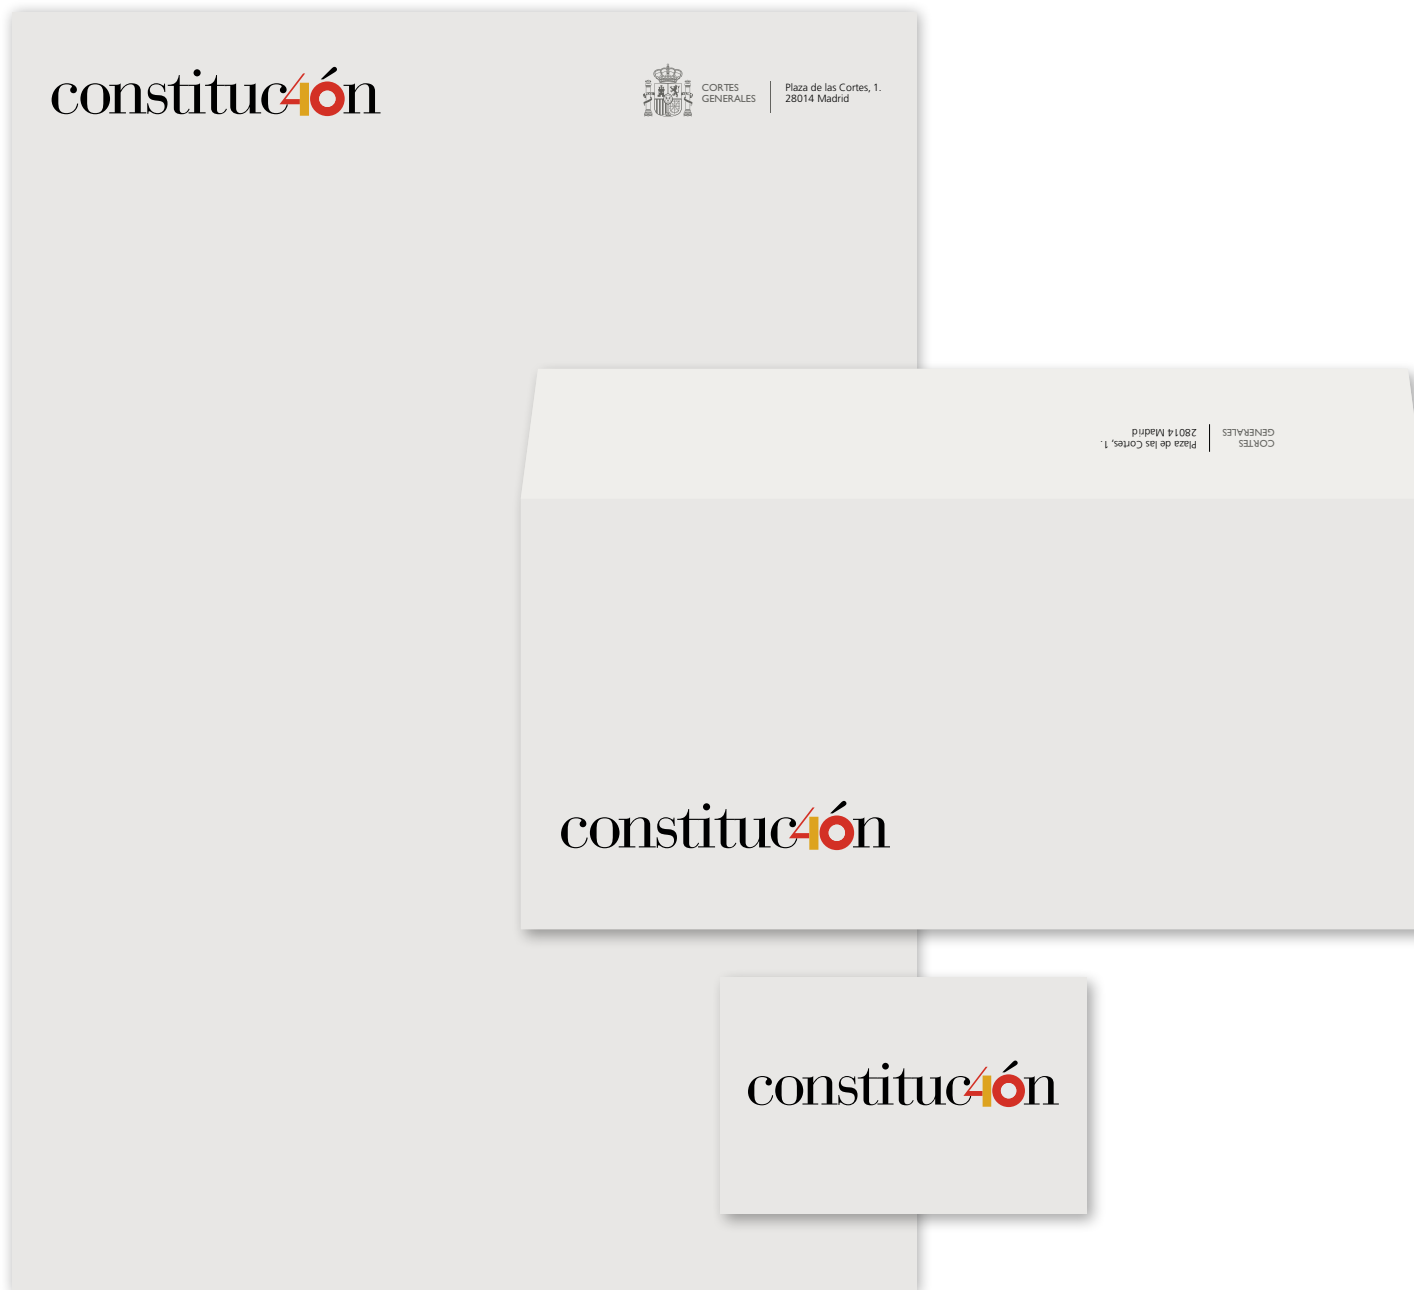 constituc4ón
CORTES
GENERALES
Plaza de las Cortes, 1.
28014 Madrid
CORTES
GENERALES
Plaza de las Cortes, 1.
28014 Madrid
constituc4ón
constituc4ón